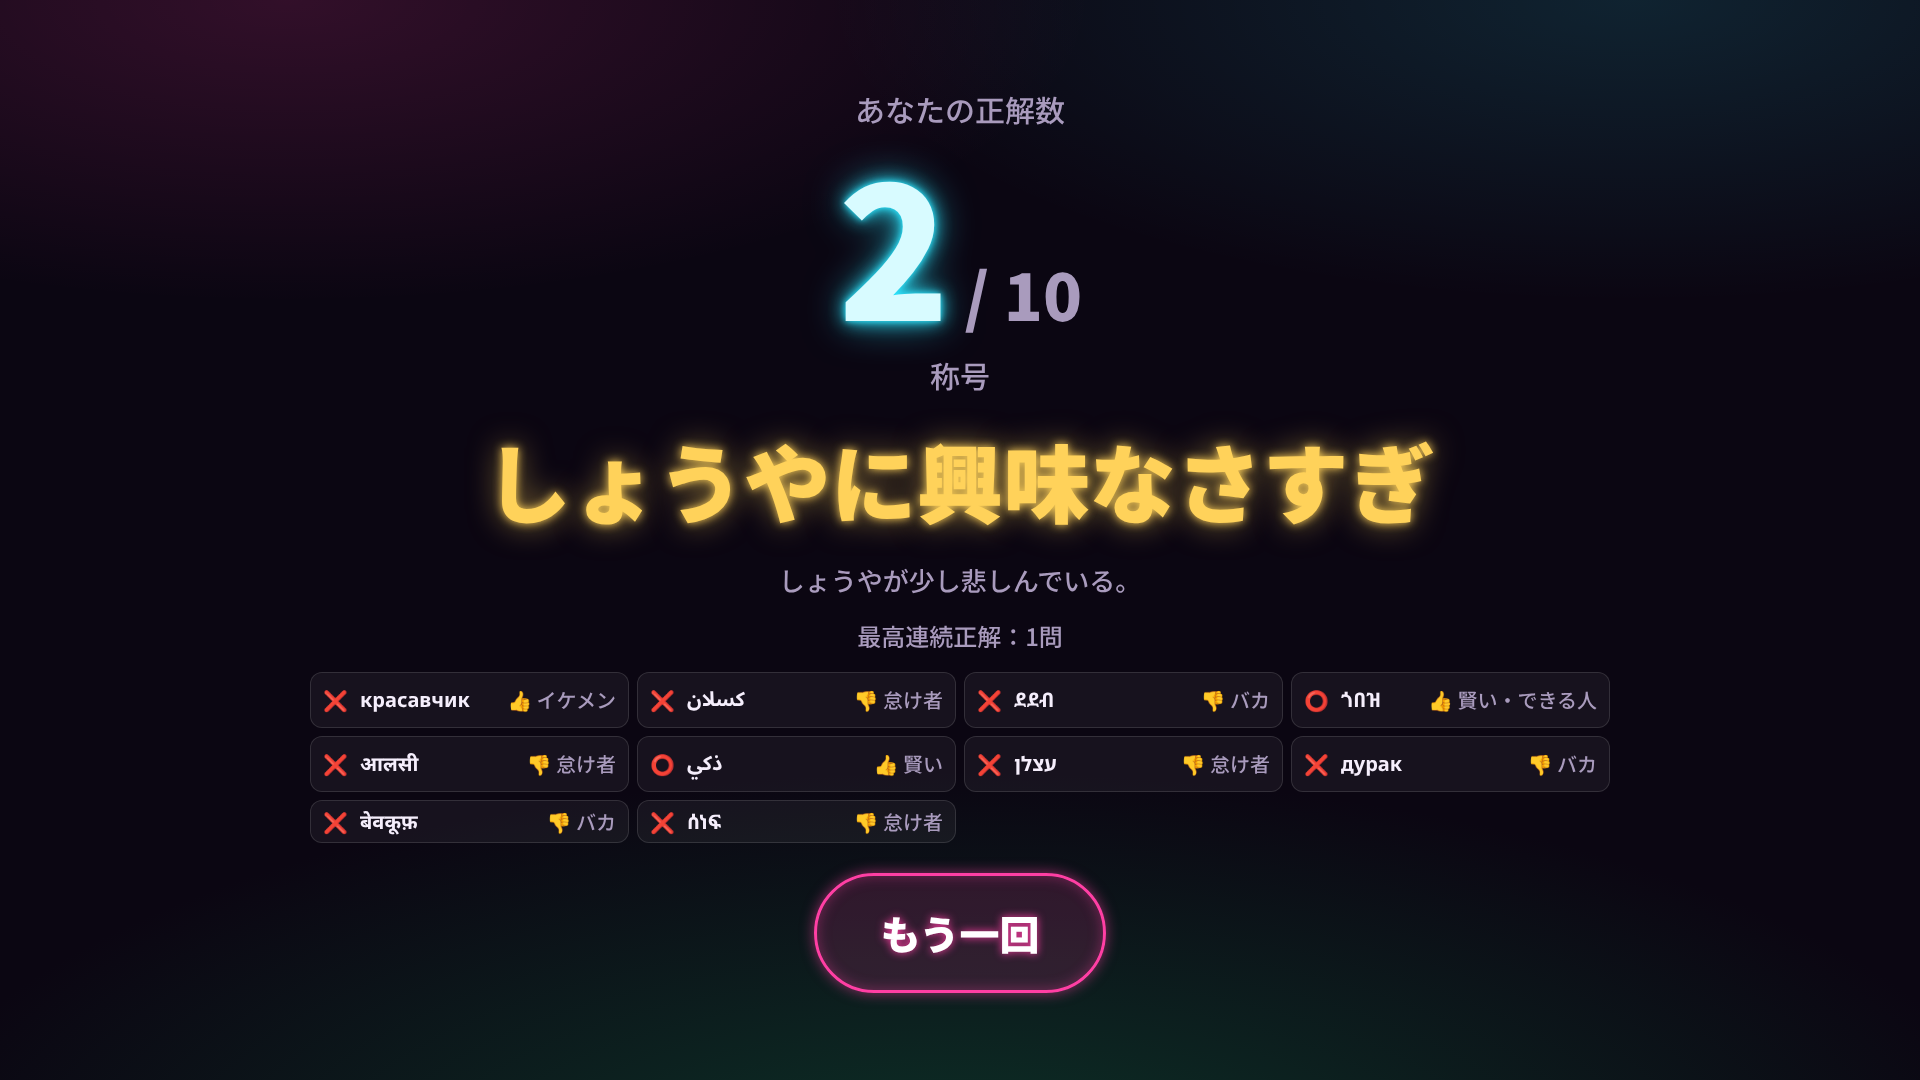 あなたの正解数
2 / 10
称号
しょうやに興味なさすぎ
しょうやが少し悲しんでいる。
最高連続正解：1問
❌ красавчик 👍 イケメン
❌ كسلان 👎 怠け者
❌ ደደብ 👎 バカ
⭕ ጎበዝ 👍 賢い・できる人
❌ आलसी 👎 怠け者
⭕ ذكي 👍 賢い
❌ עצלן 👎 怠け者
❌ дурак 👎 バカ
❌ बेवकूफ़ 👎 バカ
❌ ሰነፍ 👎 怠け者
もう一回